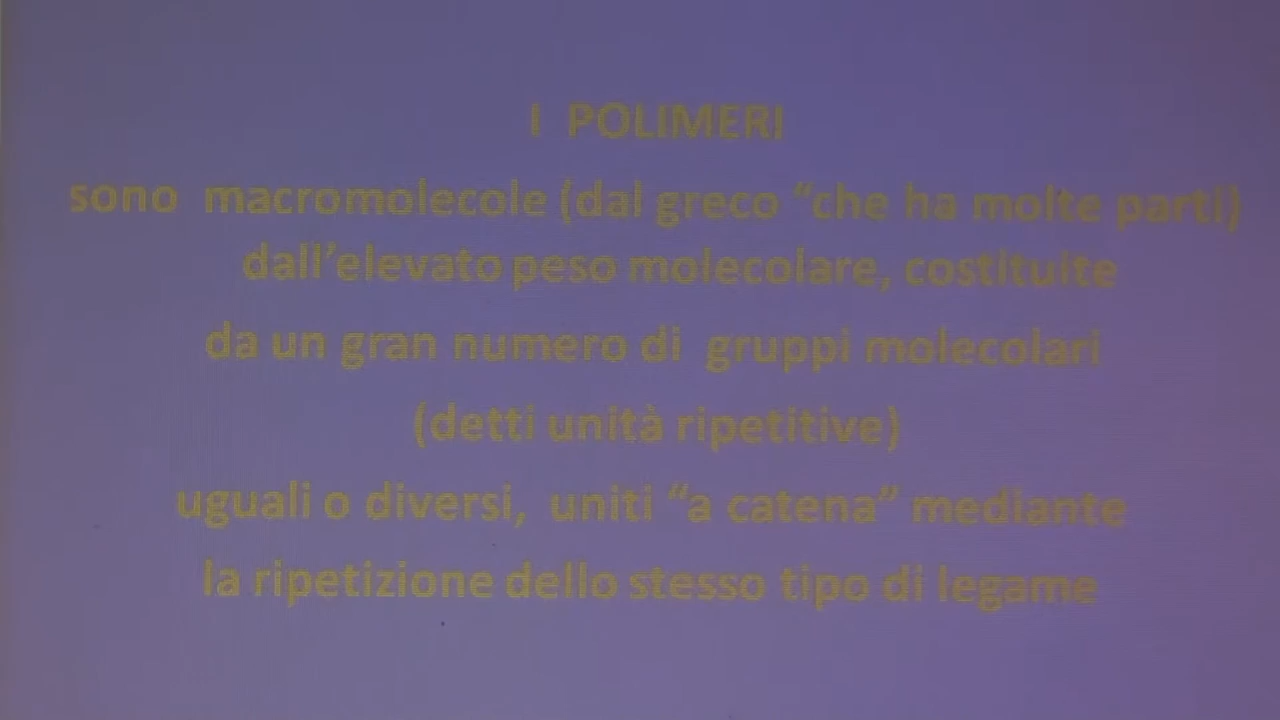 I POLIMERI
sono macromolecole (dal greco “che ha molte parti)
dall’elevato peso molecolare, costituite
da un gran numero di gruppi molecolari
(detti unità ripetitive)
uguali o diversi, uniti “a catena” mediante
la ripetizione dello stesso tipo di legame